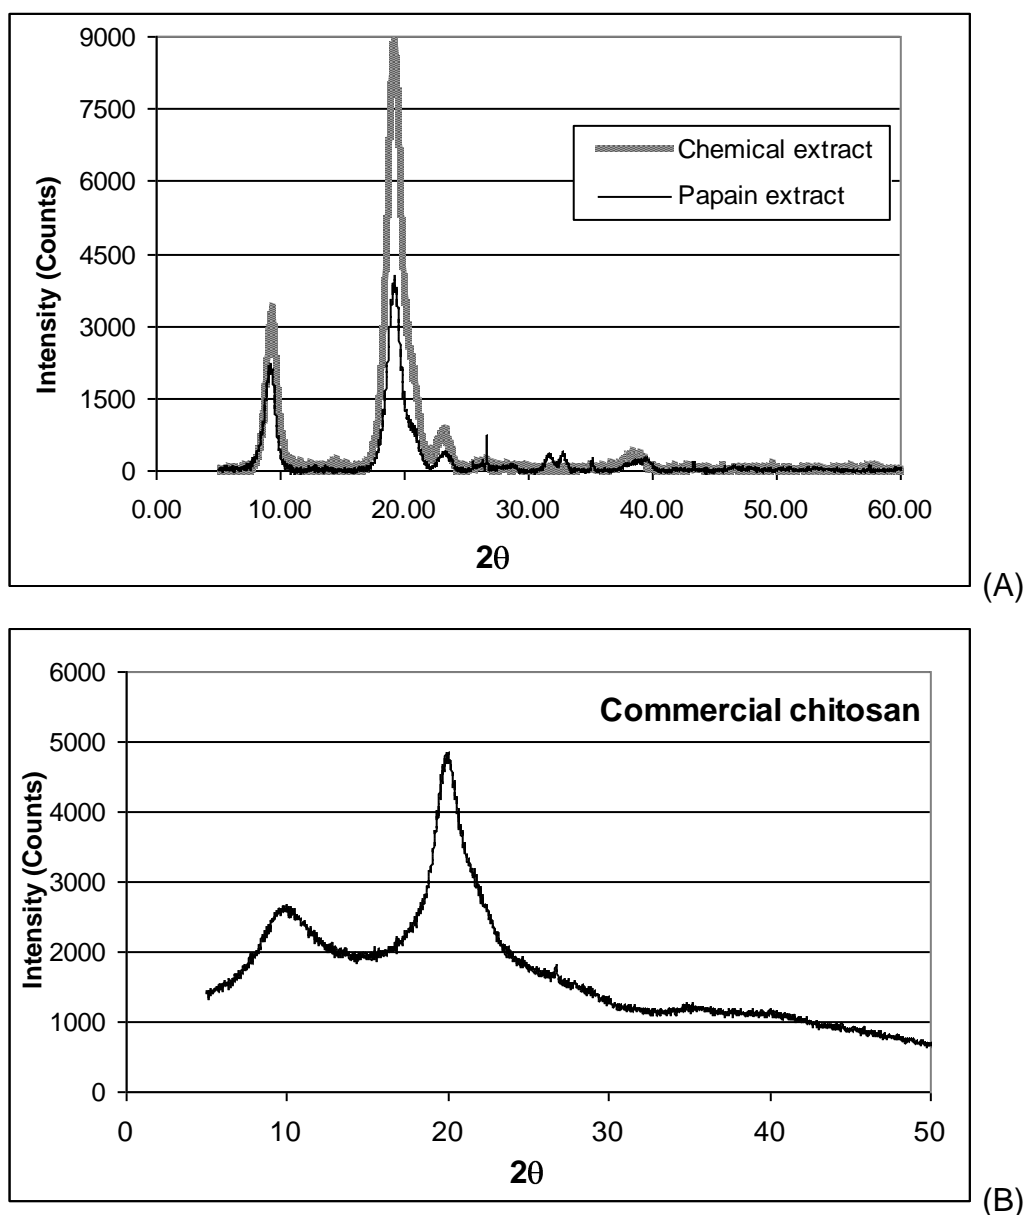 9000
7500
6000
4500
3000
1500
0
Intensity (Counts)
Chemical extract
Papain extract
0.00 10.00 20.00 30.00 40.00 50.00 60.00
2θ
(A)
6000
5000
4000
3000
2000
1000
0
Intensity (Counts)
Commercial chitosan
0 10 20 30 40 50
2θ
(B)